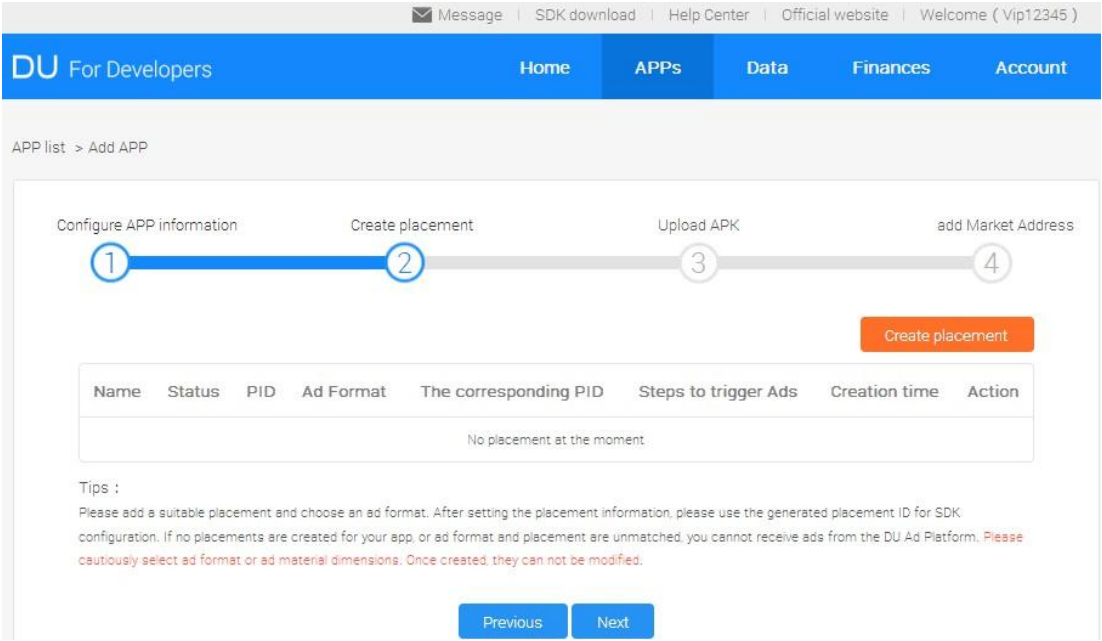 Message | SDK download | Help Center | Official website | Welcome ( Vip12345 )
DU For Developers Home APPs Data Finances Account
APP list > Add APP
Configure APP information Create placement Upload APK add Market Address
1 2 3 4
Create placement
Name Status PID Ad Format The corresponding PID Steps to trigger Ads Creation time Action
No placement at the moment
Tips :
Please add a suitable placement and choose an ad format. After setting the placement information, please use the generated placement ID for SDK
configuration. If no placements are created for your app, or ad format and placement are unmatched, you cannot receive ads from the DU Ad Platform. Please
cautiously select ad format or ad material dimensions. Once created, they can not be modified.
Previous Next